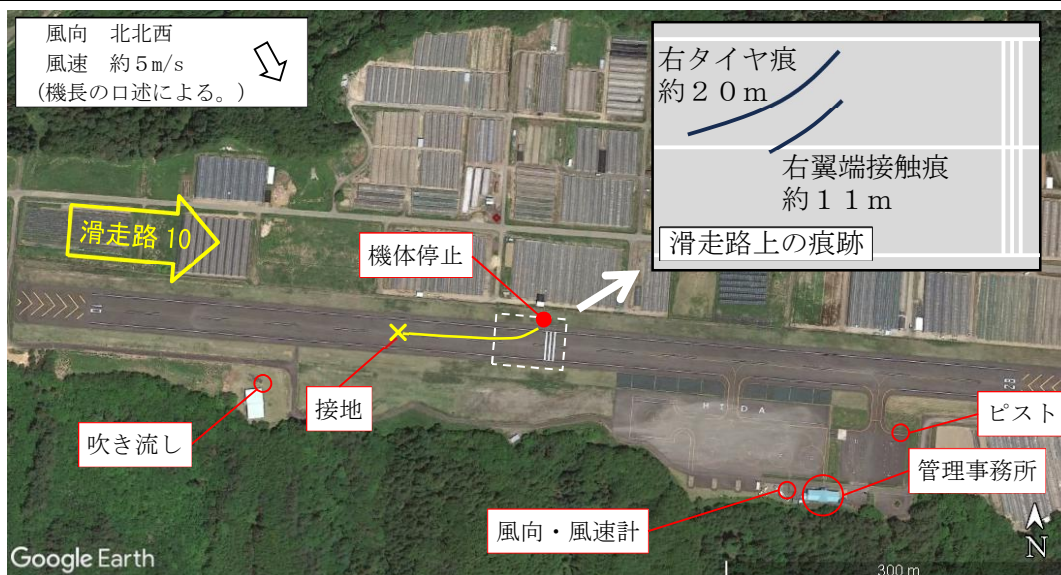 風向 北北西
風速 約5m/s
(機長の口述による。)
右タイヤ痕
約20m
右翼端接触痕
約11m
滑走路上の痕跡
滑走路 10
機体停止
接地
吹き流し
HTDA
10
28
ピスト
管理事務所
風向・風速計
N
300 m
Google Earth